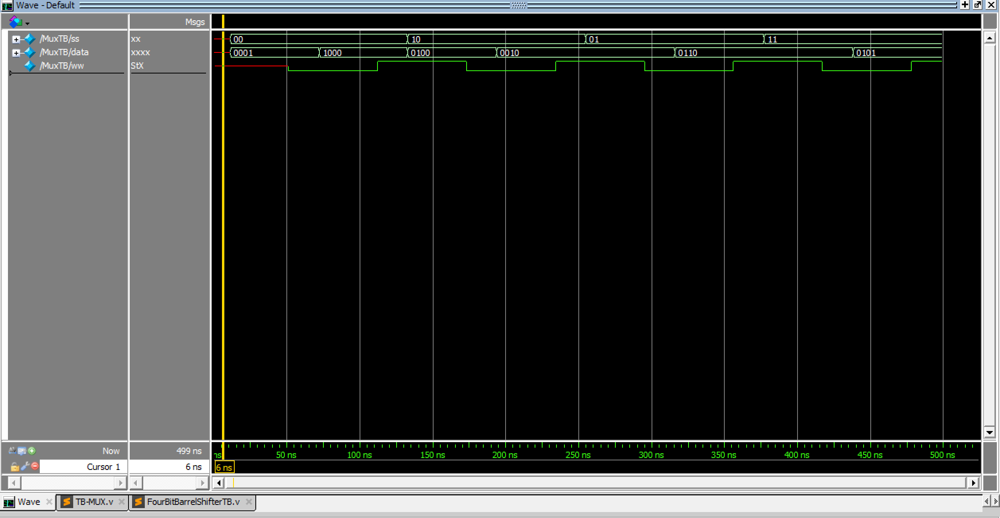 Wave - Default
Msgs
/MuxTB/ss xx 00 10 01 11
/MuxTB/data xxxx 0001 1000 0100 0010 0110 0101
/MuxTB/ww StX
Now 499 ns ns 50 ns 100 ns 150 ns 200 ns 250 ns 300 ns 350 ns 400 ns 450 ns 500 ns
Cursor 1 6 ns 6 ns
Wave TB-MUX.v FourBitBarrelShifterTB.v